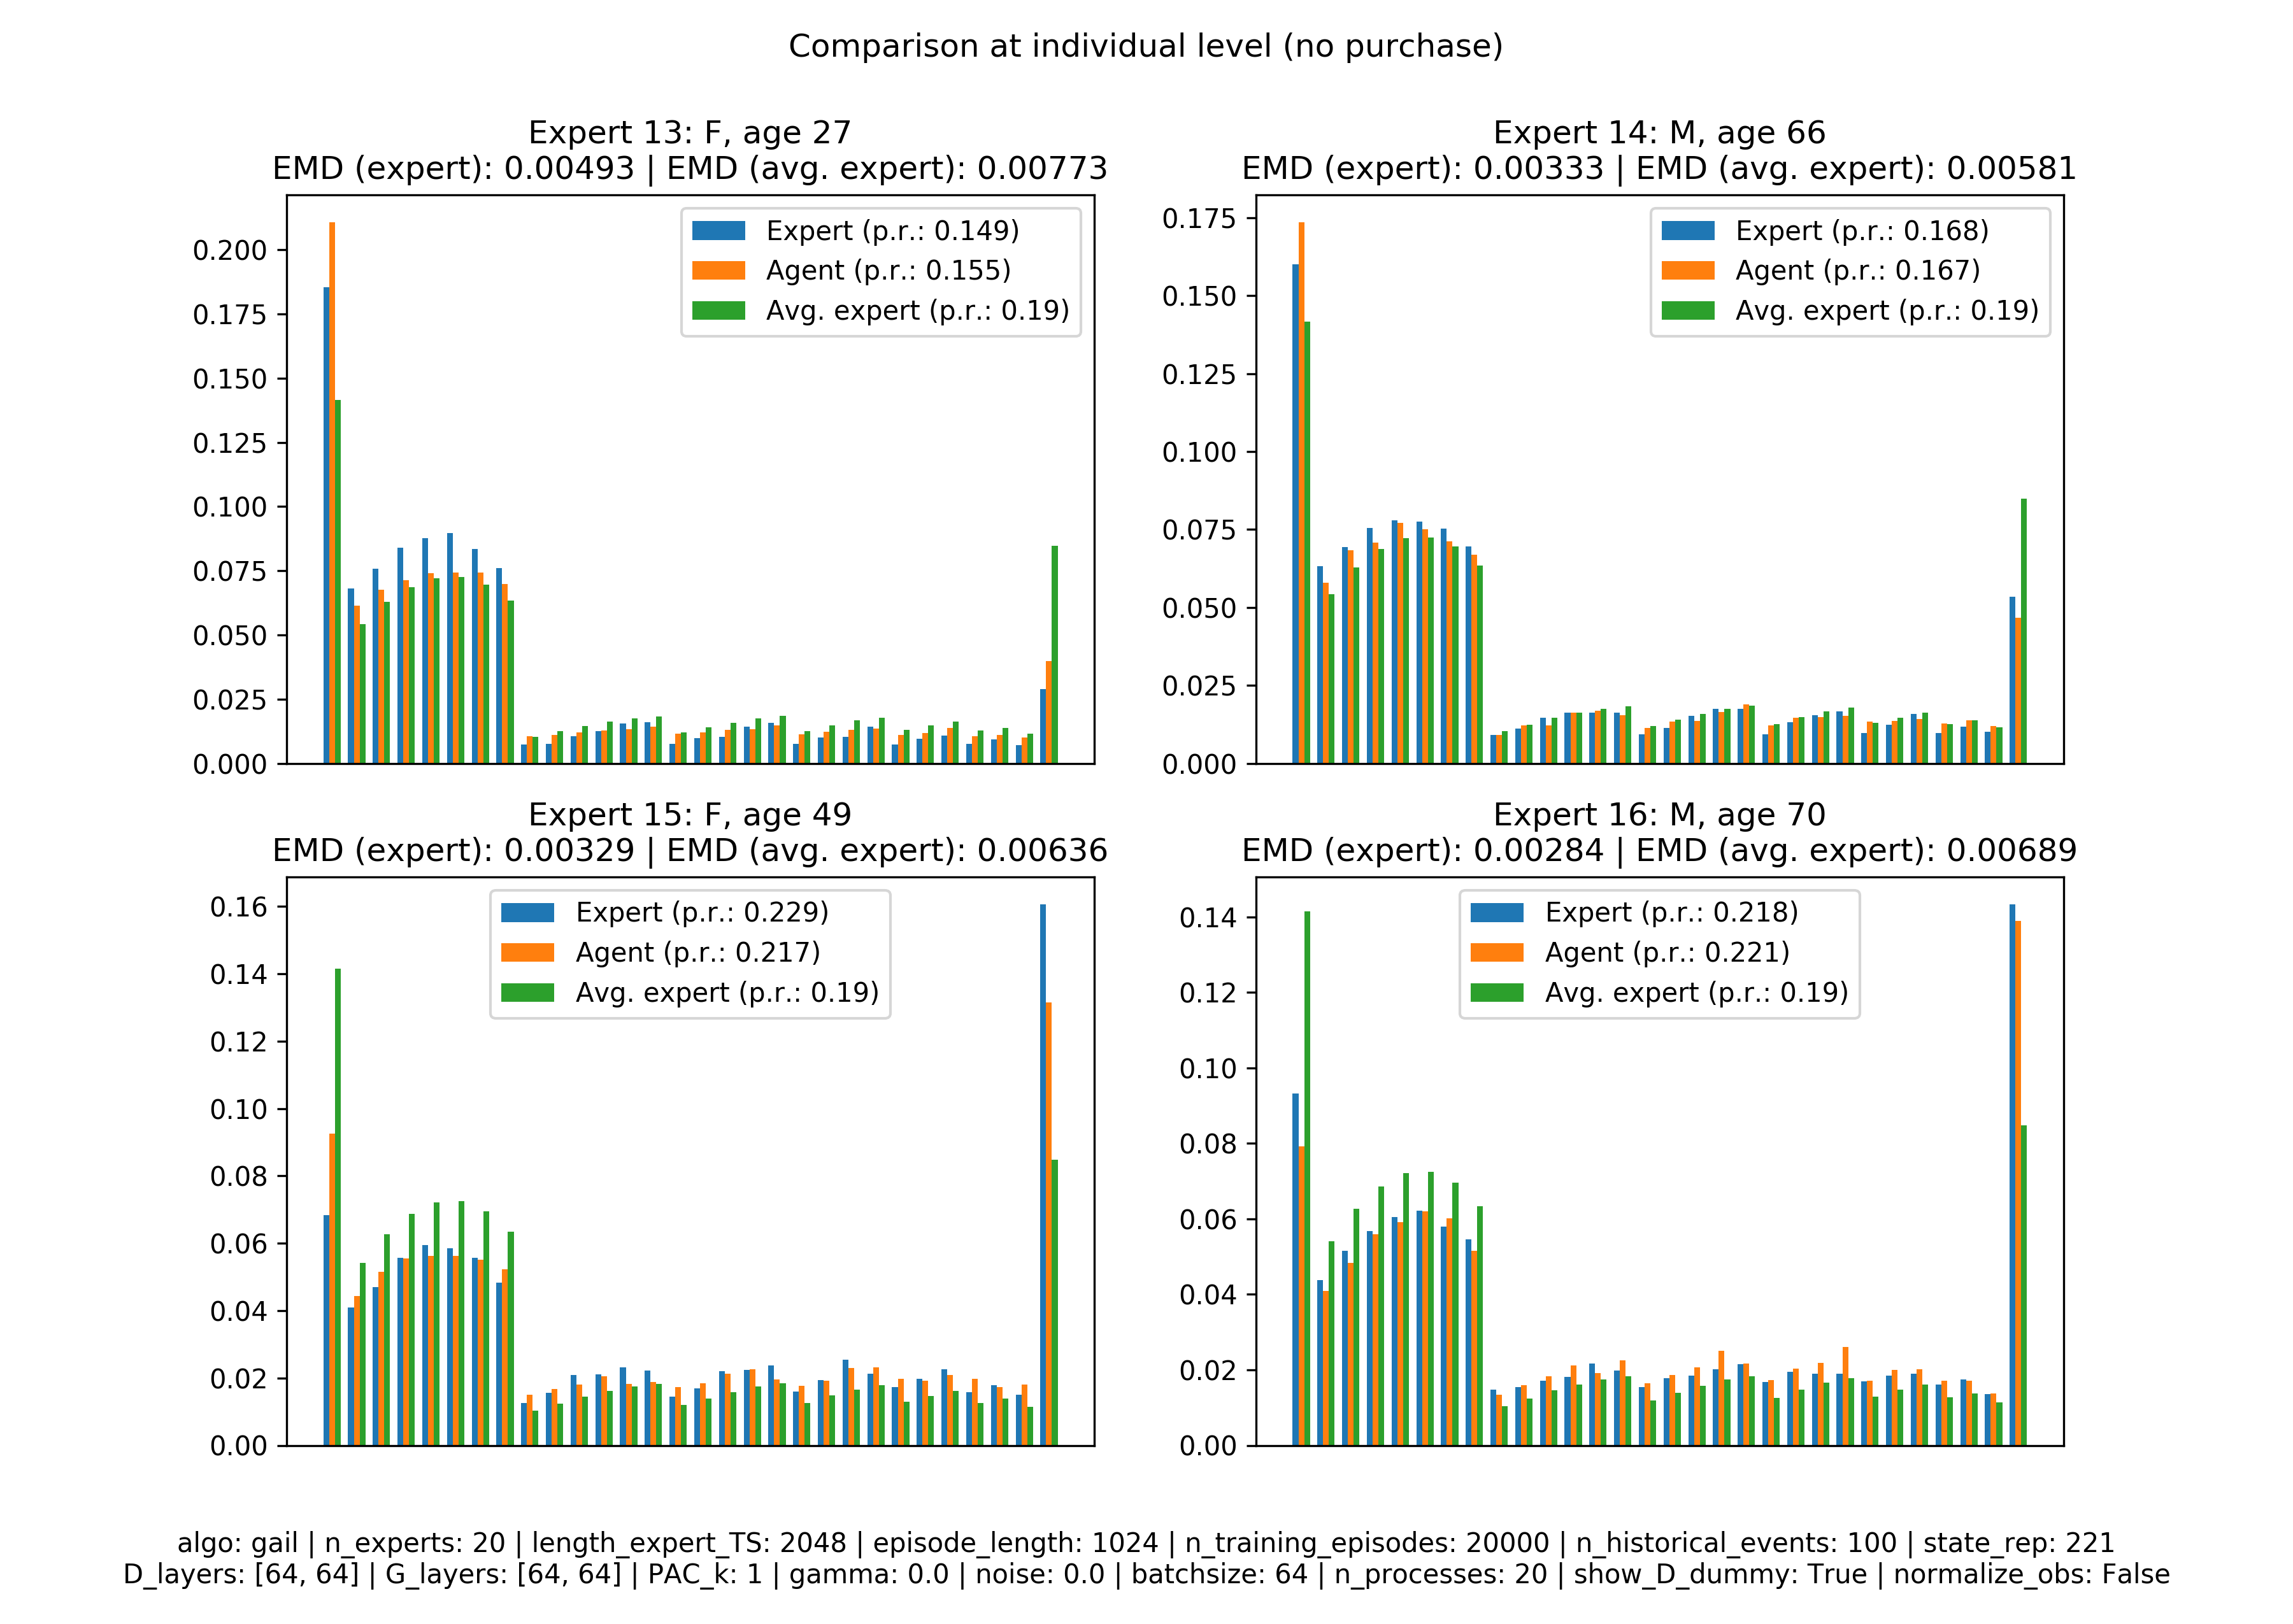 Comparison at individual level (no purchase)
Expert 13: F, age 27
EMD (expert): 0.00493 | EMD (avg. expert): 0.00773
Expert (p.r.: 0.149)
Agent (p.r.: 0.155)
Avg. expert (p.r.: 0.19)
0.200
0.175
0.150
0.125
0.100
0.075
0.050
0.025
0.000
Expert 14: M, age 66
EMD (expert): 0.00333 | EMD (avg. expert): 0.00581
Expert (p.r.: 0.168)
Agent (p.r.: 0.167)
Avg. expert (p.r.: 0.19)
0.175
0.150
0.125
0.100
0.075
0.050
0.025
0.000
Expert 15: F, age 49
EMD (expert): 0.00329 | EMD (avg. expert): 0.00636
Expert (p.r.: 0.229)
Agent (p.r.: 0.217)
Avg. expert (p.r.: 0.19)
0.16
0.14
0.12
0.10
0.08
0.06
0.04
0.02
0.00
Expert 16: M, age 70
EMD (expert): 0.00284 | EMD (avg. expert): 0.00689
Expert (p.r.: 0.218)
Agent (p.r.: 0.221)
Avg. expert (p.r.: 0.19)
0.14
0.12
0.10
0.08
0.06
0.04
0.02
0.00
algo: gail | n_experts: 20 | length_expert_TS: 2048 | episode_length: 1024 | n_training_episodes: 20000 | n_historical_events: 100 | state_rep: 221
D_layers: [64, 64] | G_layers: [64, 64] | PAC_k: 1 | gamma: 0.0 | noise: 0.0 | batchsize: 64 | n_processes: 20 | show_D_dummy: True | normalize_obs: False